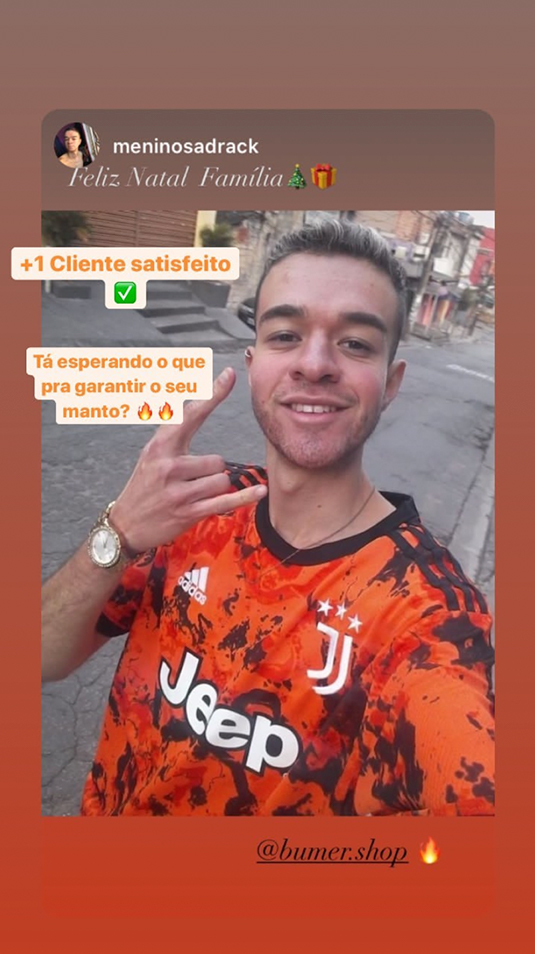 meninosadrack
Feliz Natal Família🎄🎁
+1 Cliente satisfeito
✅
Tá esperando o que
pra garantir o seu
manto? 🔥🔥
adidas
Jeep
@bumer.shop 🔥